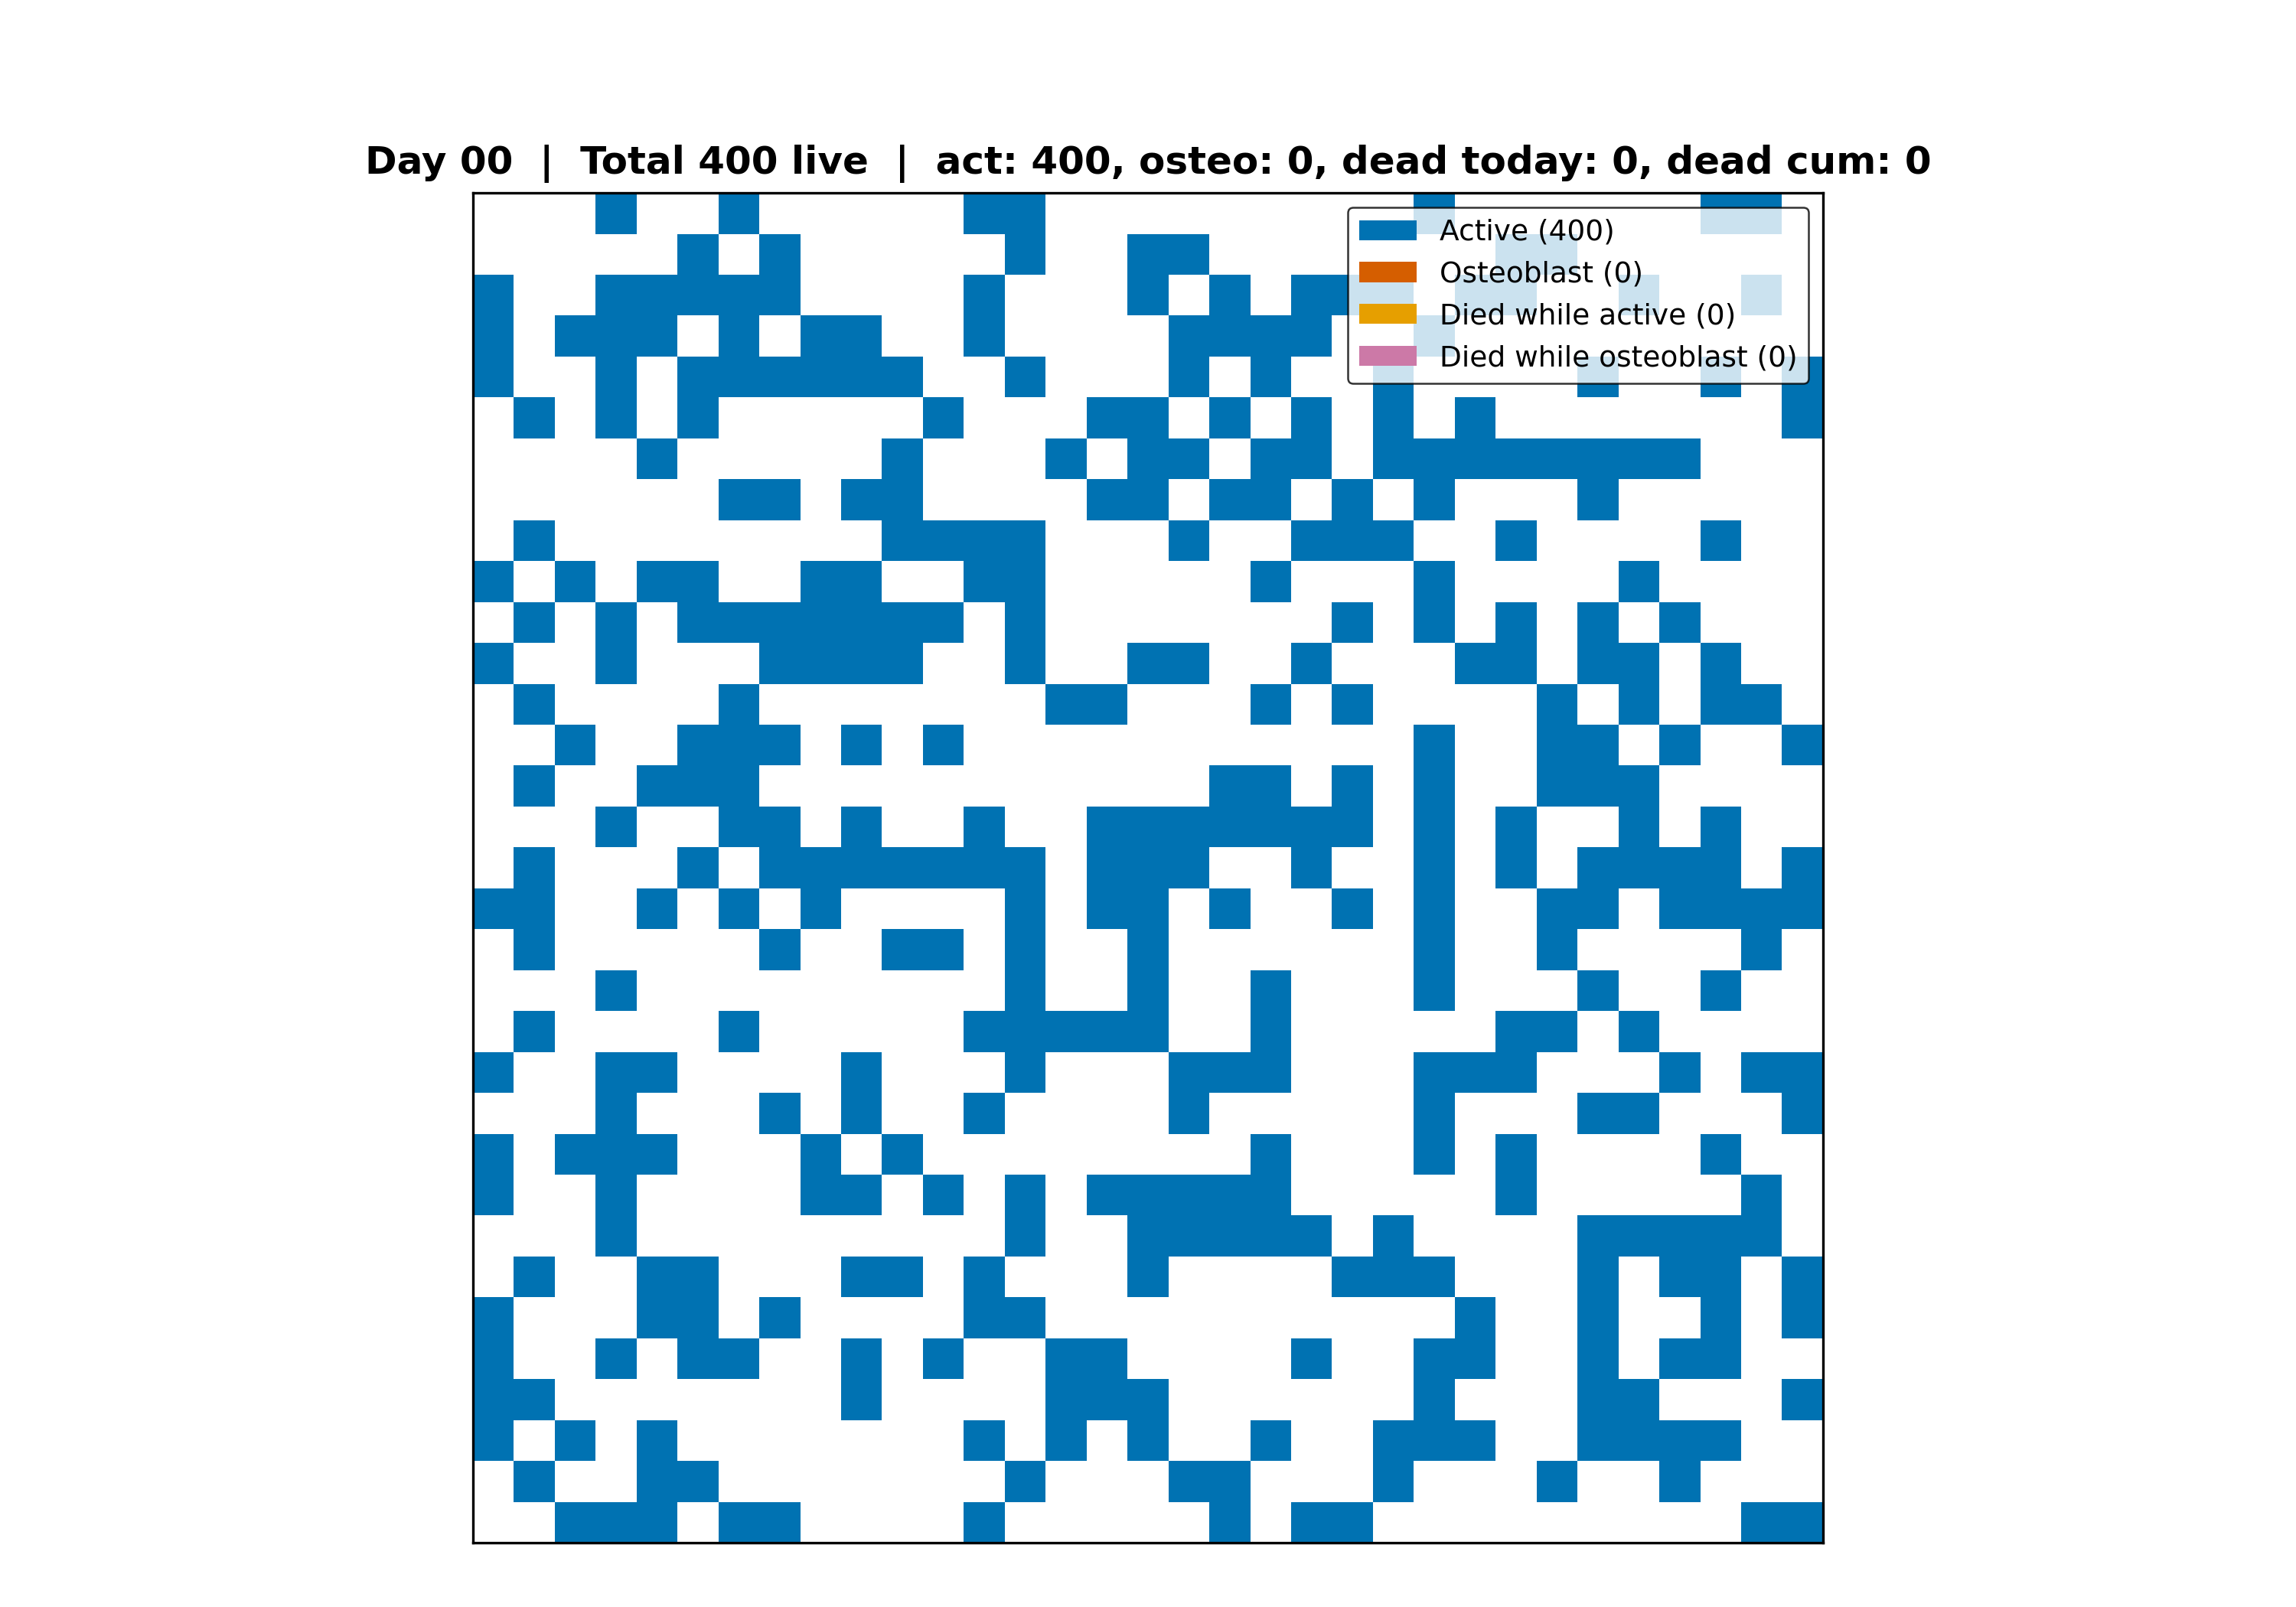 Day 00 | Total 400 live | act: 400, osteo: 0, dead today: 0, dead cum: 0
Active (400)
Osteoblast (0)
Died while active (0)
Died while osteoblast (0)